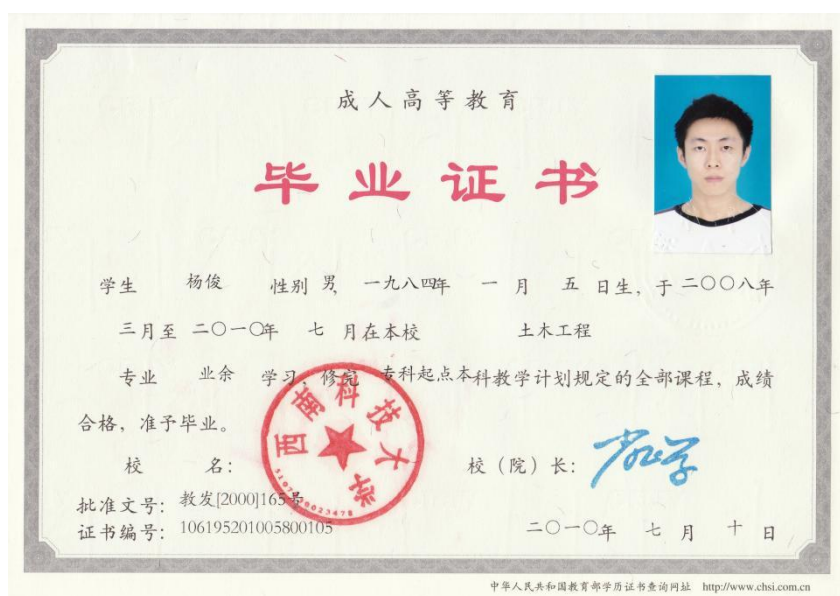 成人高等教育
毕业证书
学生 杨俊 性别 男, 一九八四年 一 月 五 日生, 于 二〇〇八年
三月至 二〇一〇年 七 月在本校 土木工程
专业 业余 学习, 修完 专科起点本科教学计划规定的全部课程, 成绩
合格, 准予毕业。
校 名: 西南科技大学
校(院)长:
批准文号: 教发[2000]165号
证书编号: 106195201005800105
二〇一〇年 七 月 十 日
中华人民共和国教育部学历证书查询网址 http://www.chsi.com.cn